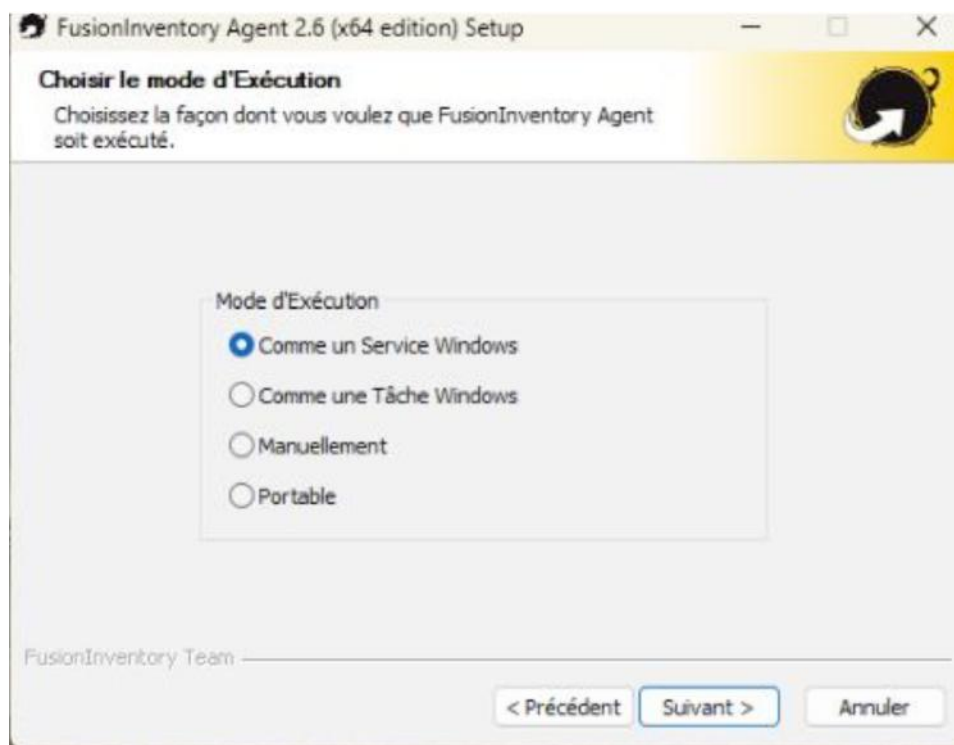 FusionInventory Agent 2.6 (x64 edition) Setup
Choisir le mode d'Exécution
Choisissez la façon dont vous voulez que FusionInventory Agent
soit exécuté.
Mode d'Exécution
Comme un Service Windows
Comme une Tâche Windows
Manuellement
Portable
FusionInventory Team
< Précédent
Suivant >
Annuler